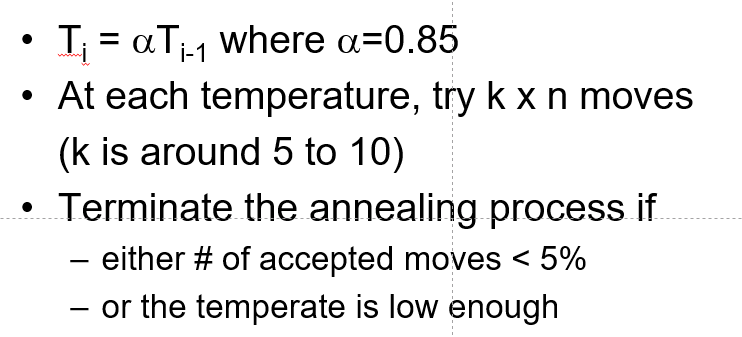 • Tᵢ = αTᵢ₋₁ where α=0.85
• At each temperature, try k x n moves
(k is around 5 to 10)
• Terminate the annealing process if
– either # of accepted moves < 5%
– or the temperate is low enough